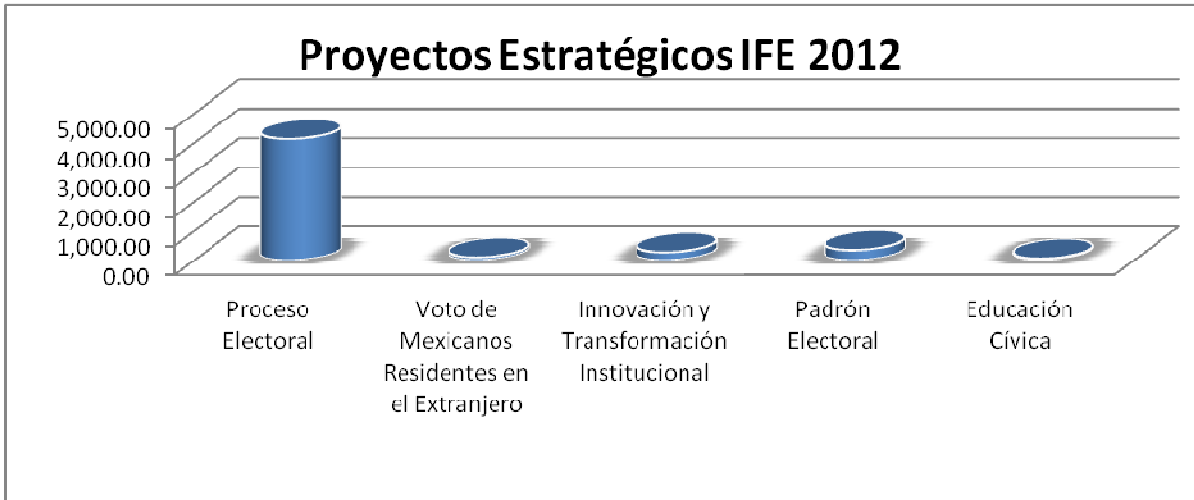 Proyectos Estratégicos IFE 2012
5,000.00
4,000.00
3,000.00
2,000.00
1,000.00
0.00
Proceso
Electoral
Voto de
Mexicanos
Residentes en
el Extranjero
Innovación y
Transformación
Institucional
Padrón
Electoral
Educación
Cívica